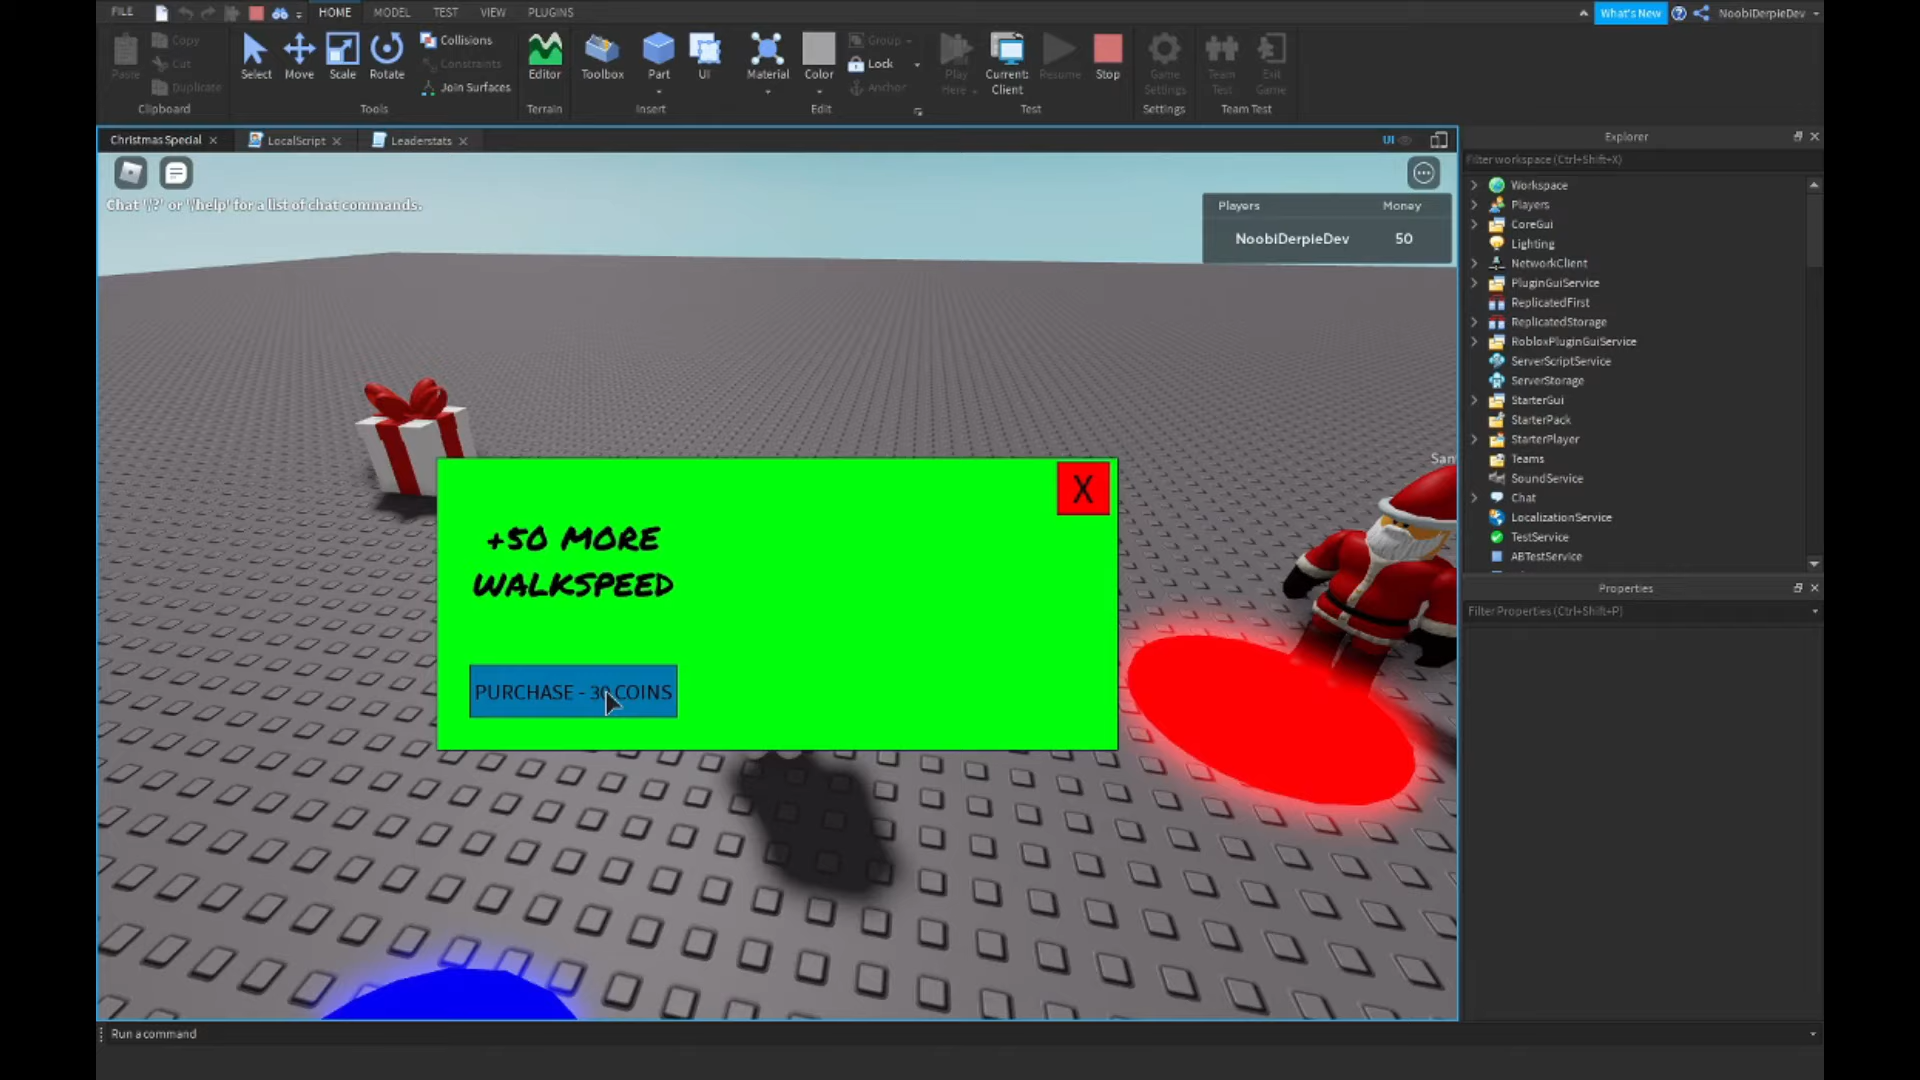 FILE HOME MODEL TEST VIEW PLUGINS What's New NoobiDerpieDev
Paste Copy Cut Duplicate Clipboard
Select Move Scale Rotate Collisions Constraints Join Surfaces Tools
Editor Terrain
Toolbox Part UI Insert
Material Color Group Lock Anchor Edit
Play Here Current: Client Resume Stop Test
Game Settings Settings
Team Test Exit Game Team Test
Christmas Special LocalScript Leaderstats UI
Chat '/?' or '/help' for a list of chat commands.
Players Money
NoobiDerpieDev 50
San
+50 MORE
WALKSPEED
X
PURCHASE - 30 COINS
Explorer
Filter workspace (Ctrl+Shift+X)
Workspace
Players
CoreGui
Lighting
NetworkClient
PluginGuiService
ReplicatedFirst
ReplicatedStorage
RobloxPluginGuiService
ServerScriptService
ServerStorage
StarterGui
StarterPack
StarterPlayer
Teams
SoundService
Chat
LocalizationService
TestService
ABTestService
Properties
Filter Properties (Ctrl+Shift+P)
Run a command